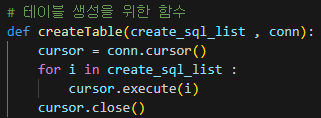 # 테이블 생성을 위한 함수
def createTable(create_sql_list , conn):
    cursor = conn.cursor()
    for i in create_sql_list :
        cursor.execute(i)
    cursor.close()